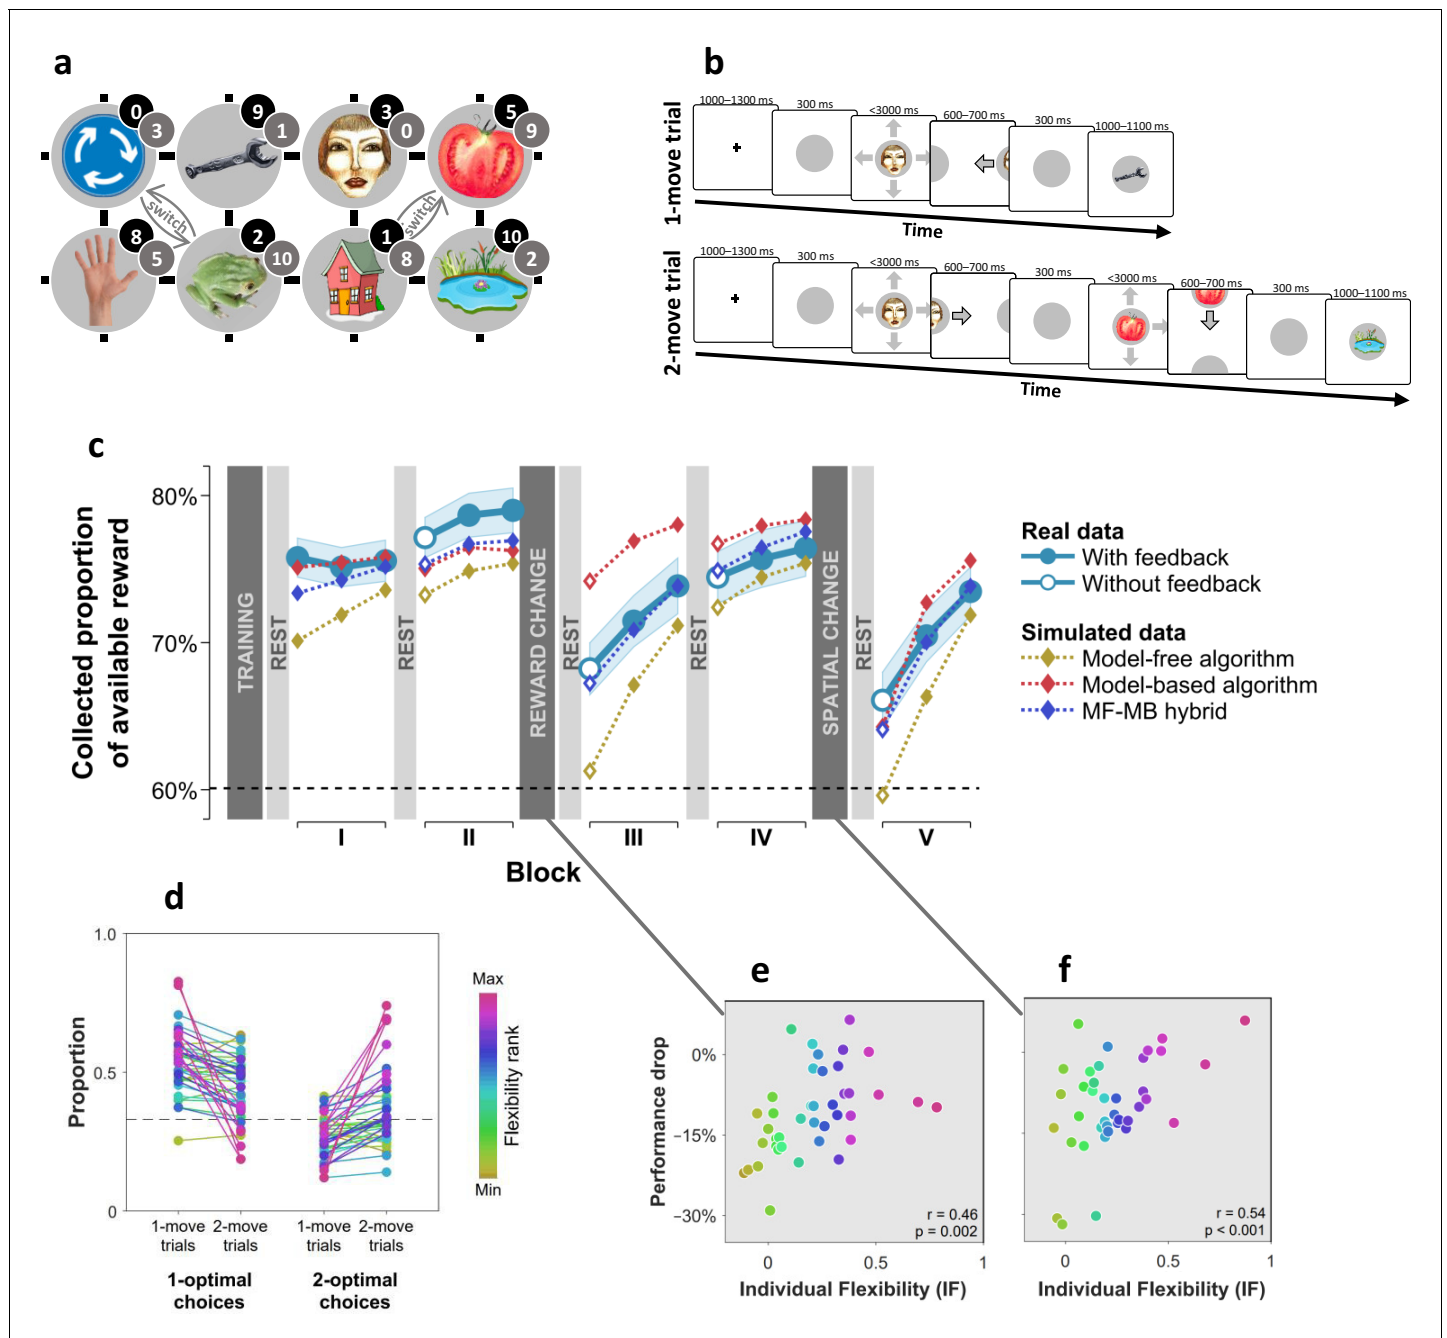 a
0
3
9
1
3
0
5
9
switch
switch
8
5
2
10
1
8
10
2
b
1-move trial
1000–1300 ms
300 ms
<3000 ms
600–700 ms
300 ms
1000–1100 ms
Time
2-move trial
1000–1300 ms
300 ms
<3000 ms
600–700 ms
300 ms
<3000 ms
600–700 ms
300 ms
1000–1100 ms
Time
c
Collected proportion
of available reward
80%
70%
60%
TRAINING
REST
REST
REWARD CHANGE
REST
REST
SPATIAL CHANGE
REST
I
II
III
IV
V
Block
Real data
With feedback
Without feedback
Simulated data
Model-free algorithm
Model-based algorithm
MF-MB hybrid
d
Proportion
1.0
0.5
0
1-move
trials
2-move
trials
1-move
trials
2-move
trials
1-optimal
choices
2-optimal
choices
Max
Flexibility rank
Min
e
Performance drop
0%
−15%
−30%
r = 0.46
p = 0.002
0
0.5
1
Individual Flexibility (IF)
f
r = 0.54
p < 0.001
0
0.5
1
Individual Flexibility (IF)